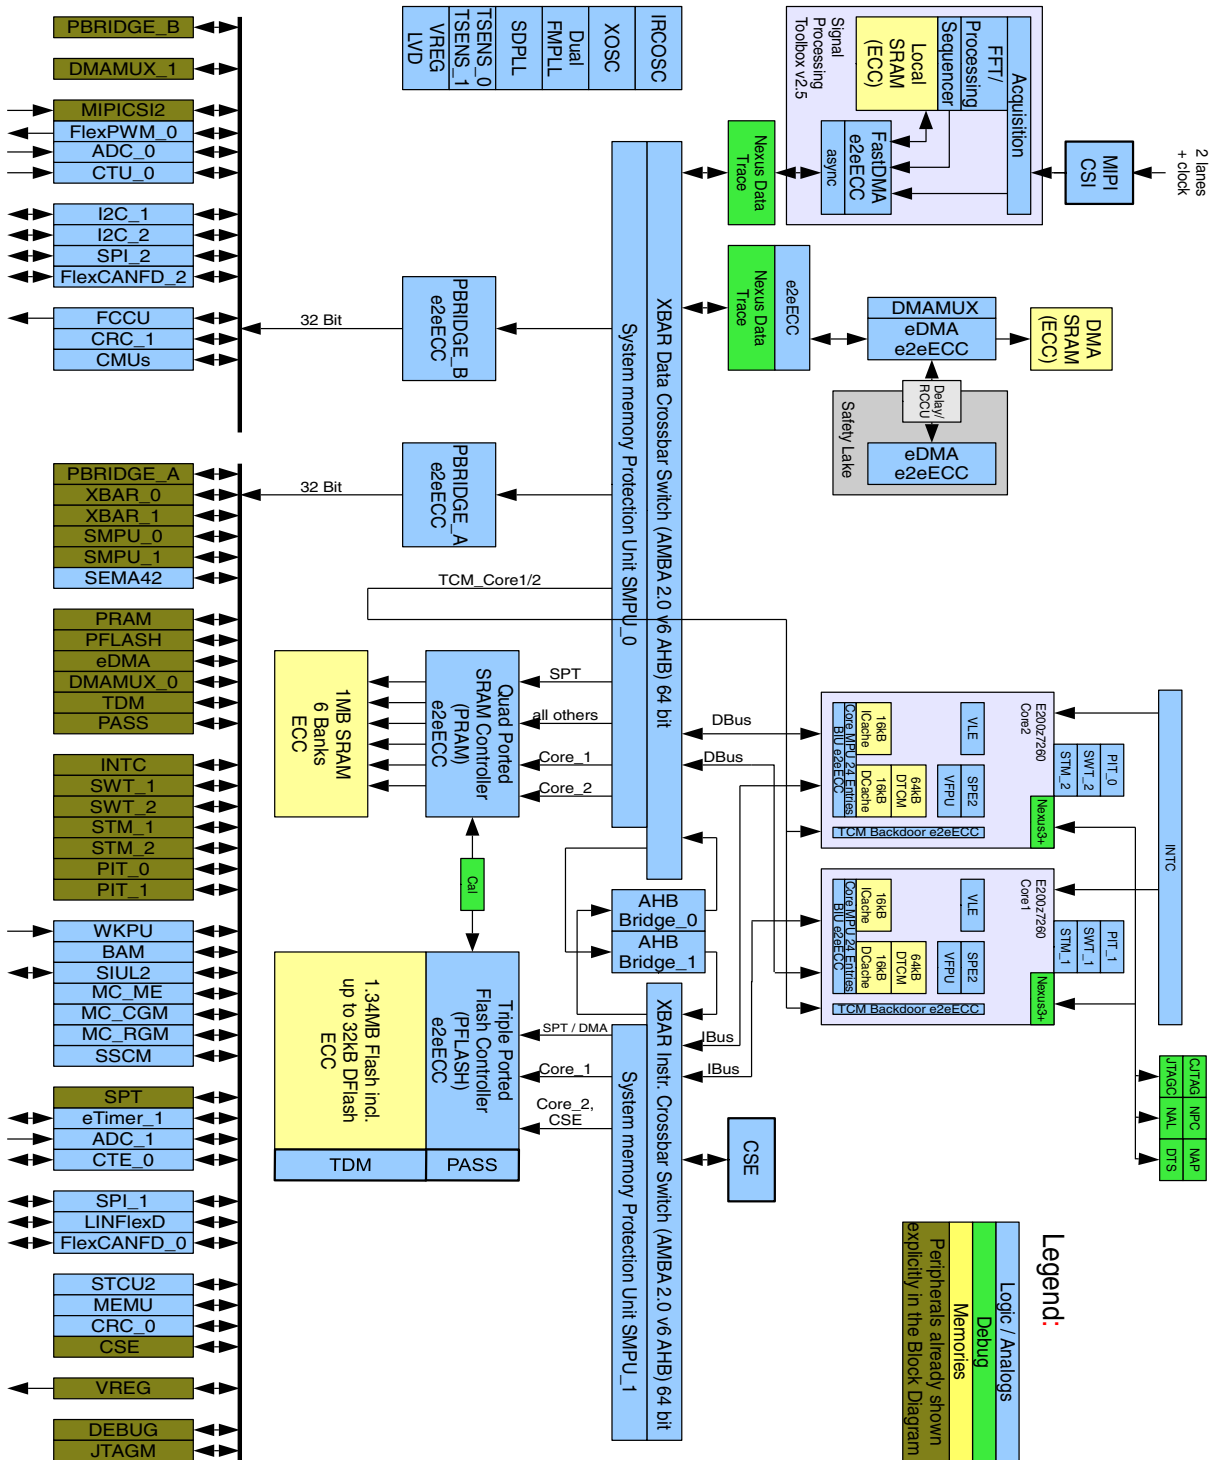 PBRIDGE_B
DMAMUX_1
MIPICSI2
FlexPWM_0
ADC_0
CTU_0
I2C_1
I2C_2
SPI_2
FlexCANFD_2
FCCU
CRC_1
CMUs
PBRIDGE_A
XBAR_0
XBAR_1
SMPU_0
SMPU_1
SEMA42
PRAM
PFLASH
eDMA
DMAMUX_0
TDM
PASS
INTC
SWT_1
SWT_2
STM_1
STM_2
PIT_0
PIT_1
WKPU
BAM
SIUL2
MC_ME
MC_CGM
MC_RGM
SSCM
SPT
eTimer_1
ADC_1
CTE_0
SPI_1
LINFlexD
FlexCANFD_0
STCU2
MEMU
CRC_0
CSE
VREG
DEBUG
JTAGM
IRCOSC
XOSC
Dual
FMPLL
SDPLL
TSENS_0
TSENS_1
VREG
LVD
32 Bit
PBRIDGE_B
e2eECC
32 Bit
PBRIDGE_A
e2eECC
TCM_Core1/2
1MB SRAM
6 Banks
ECC
Quad Ported
SRAM Controller
(PRAM)
e2eECC
SPT
all others
Core_1
Core_2
Cal
1.34MB Flash incl.
up to 32kB DFlash
ECC
Triple Ported
Flash Controller
(PFLASH)
e2eECC
TDM
PASS
SPT / DMA
Core_1
Core_2,
CSE
XBAR Data Crossbar Switch (AMBA 2.0 v6 AHB) 64 bit
System memory Protection Unit SMPU_0
AHB
Bridge_0
AHB
Bridge_1
XBAR Instr. Crossbar Switch (AMBA 2.0 v6 AHB) 64 bit
System memory Protection Unit SMPU_1
DBus
DBus
IBus
IBus
CSE
2 lanes
+ clock
MIPI
CSI
Acquisition
FFT/
Processing
Sequencer
Local
SRAM
(ECC)
FastDMA
e2eECC
async
Signal
Processing
Toolbox v2.5
Nexus Data
Trace
e2eECC
Nexus Data
Trace
DMAMUX
eDMA
e2eECC
DMA
SRAM
(ECC)
Delay/
RCCU
eDMA
e2eECC
Safety Lake
INTC
PIT_0
SWT_2
STM_2
E200z7260
Core2
Nexus3+
VLE
SPE2
VFPU
64kB
DTCM
16kB
ICache
16kB
DCache
Core MPU 24 Entries
BIU e2eECC
TCM Backdoor e2eECC
PIT_1
SWT_1
STM_1
E200z7260
Core1
Nexus3+
VLE
SPE2
VFPU
64kB
DTCM
16kB
ICache
16kB
DCache
Core MPU 24 Entries
BIU e2eECC
TCM Backdoor e2eECC
CJTAG
NPC
NAP
JTAGC
NAL
DTS
Legend:
Logic / Analogs
Debug
Memories
Peripherals already shown
explicitly in the Block Diagram